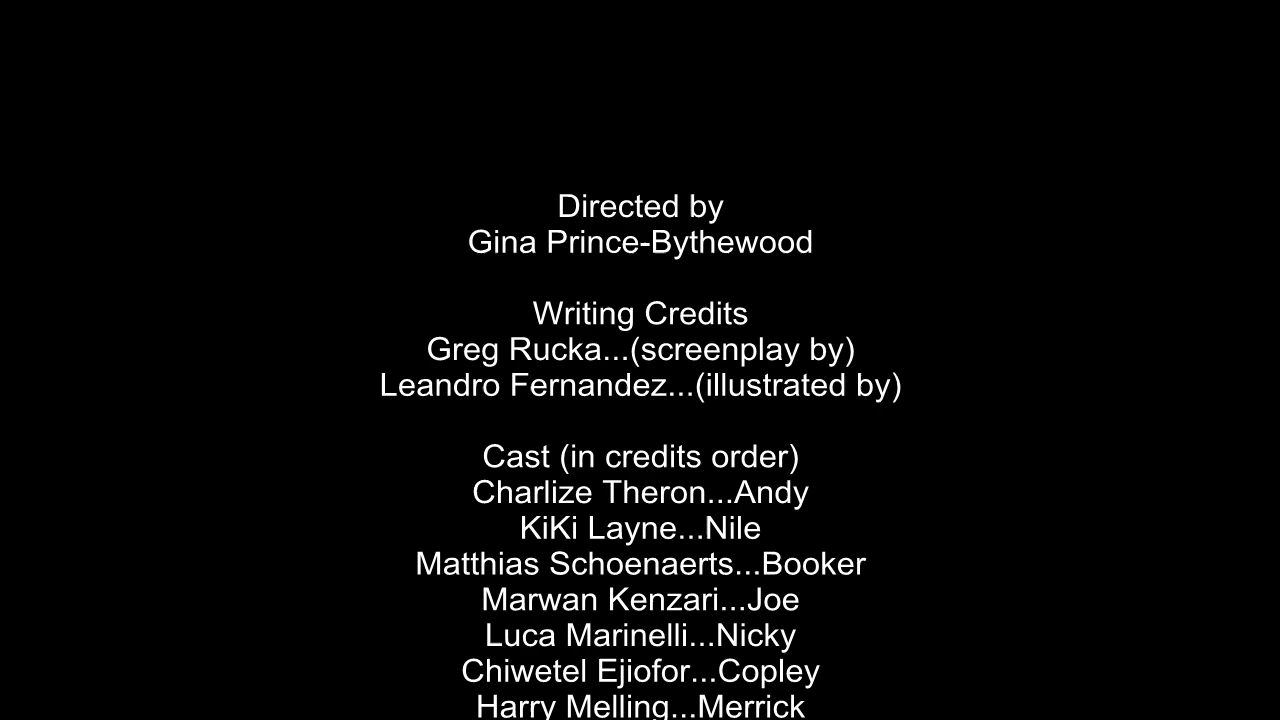 Directed by
Gina Prince-Bythewood
Writing Credits
Greg Rucka...(screenplay by)
Leandro Fernandez...(illustrated by)
Cast (in credits order)
Charlize Theron...Andy
KiKi Layne...Nile
Matthias Schoenaerts...Booker
Marwan Kenzari...Joe
Luca Marinelli...Nicky
Chiwetel Ejiofor...Copley
Harry Melling...Merrick